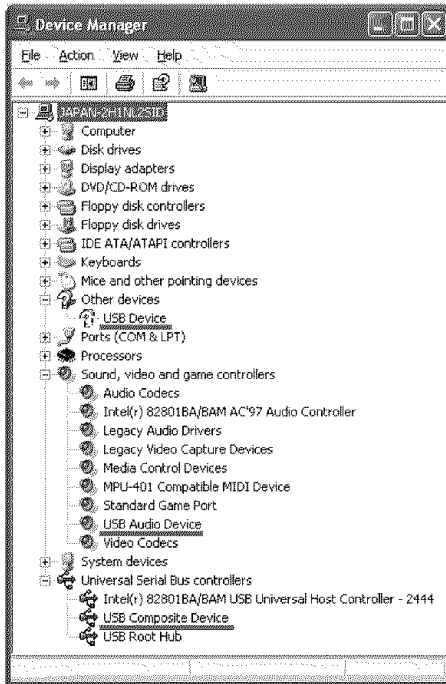 Device Manager
File Action View Help
JAPAN-2H1NL2SID
Computer
Disk drives
Display adapters
DVD/CD-ROM drives
Floppy disk controllers
Floppy disk drives
IDE ATA/ATAPI controllers
Keyboards
Mice and other pointing devices
Other devices
USB Device
Ports (COM & LPT)
Processors
Sound, video and game controllers
Audio Codecs
Intel(r) 82801BA/BAM AC'97 Audio Controller
Legacy Audio Drivers
Legacy Video Capture Devices
Media Control Devices
MPU-401 Compatible MIDI Device
Standard Game Port
USB Audio Device
Video Codecs
System devices
Universal Serial Bus controllers
Intel(r) 82801BA/BAM USB Universal Host Controller - 2444
USB Composite Device
USB Root Hub